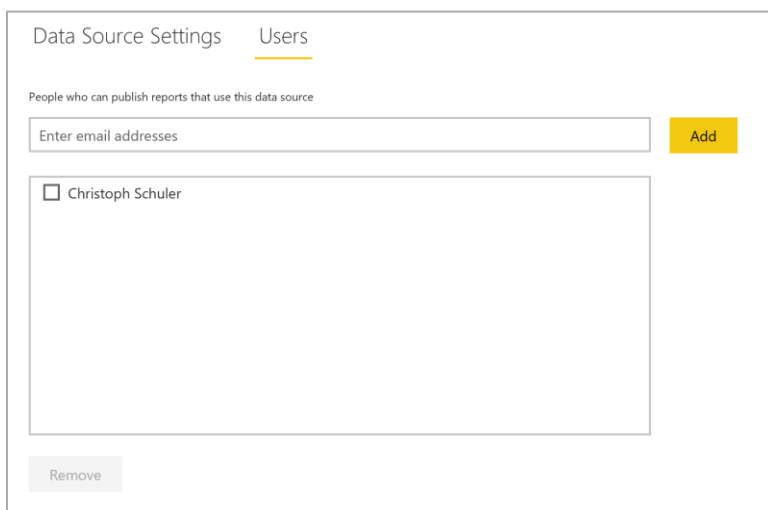 Data Source Settings Users
People who can publish reports that use this data source
Enter email addresses
Add
Christoph Schuler
Remove